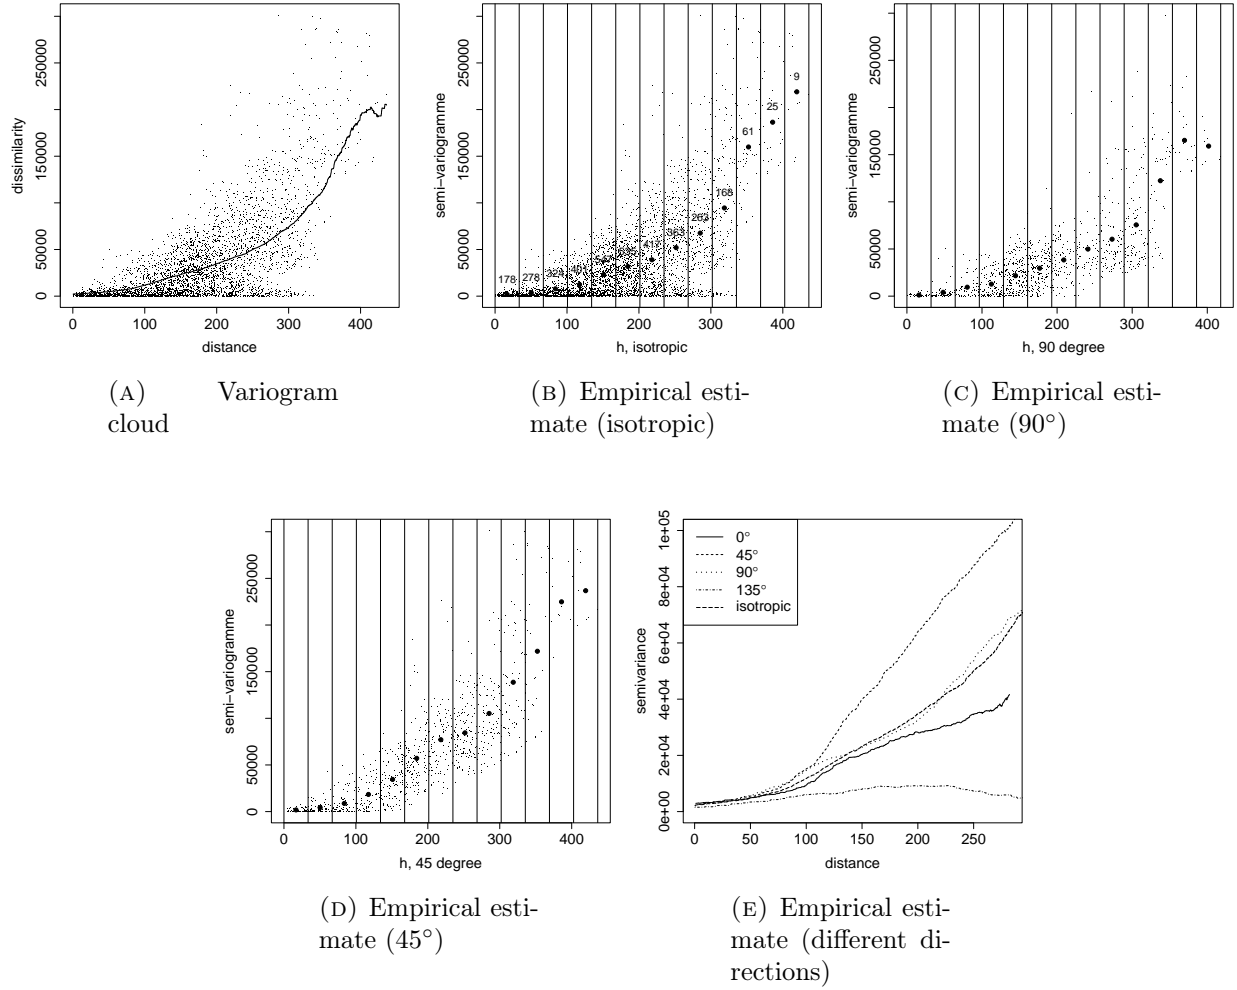 dissimilarity
0 50000 150000 250000
0 100 200 300 400
distance
(A) Variogram
cloud
semi−variogramme
0 50000 150000 250000
178 278 363 263 168 61 25 9
0 100 200 300 400
h, isotropic
(B) Empirical esti-
mate (isotropic)
semi−variogramme
0 50000 150000 250000
0 100 200 300 400
h, 90 degree
(C) Empirical esti-
mate (90°)
semi−variogramme
0 50000 150000 250000
0 100 200 300 400
h, 45 degree
(D) Empirical esti-
mate (45°)
semivariance
0e+00 2e+04 4e+04 6e+04 8e+04 1e+05
0°
45°
90°
135°
isotropic
0 50 100 150 200 250
distance
(E) Empirical esti-
mate (different di-
rections)